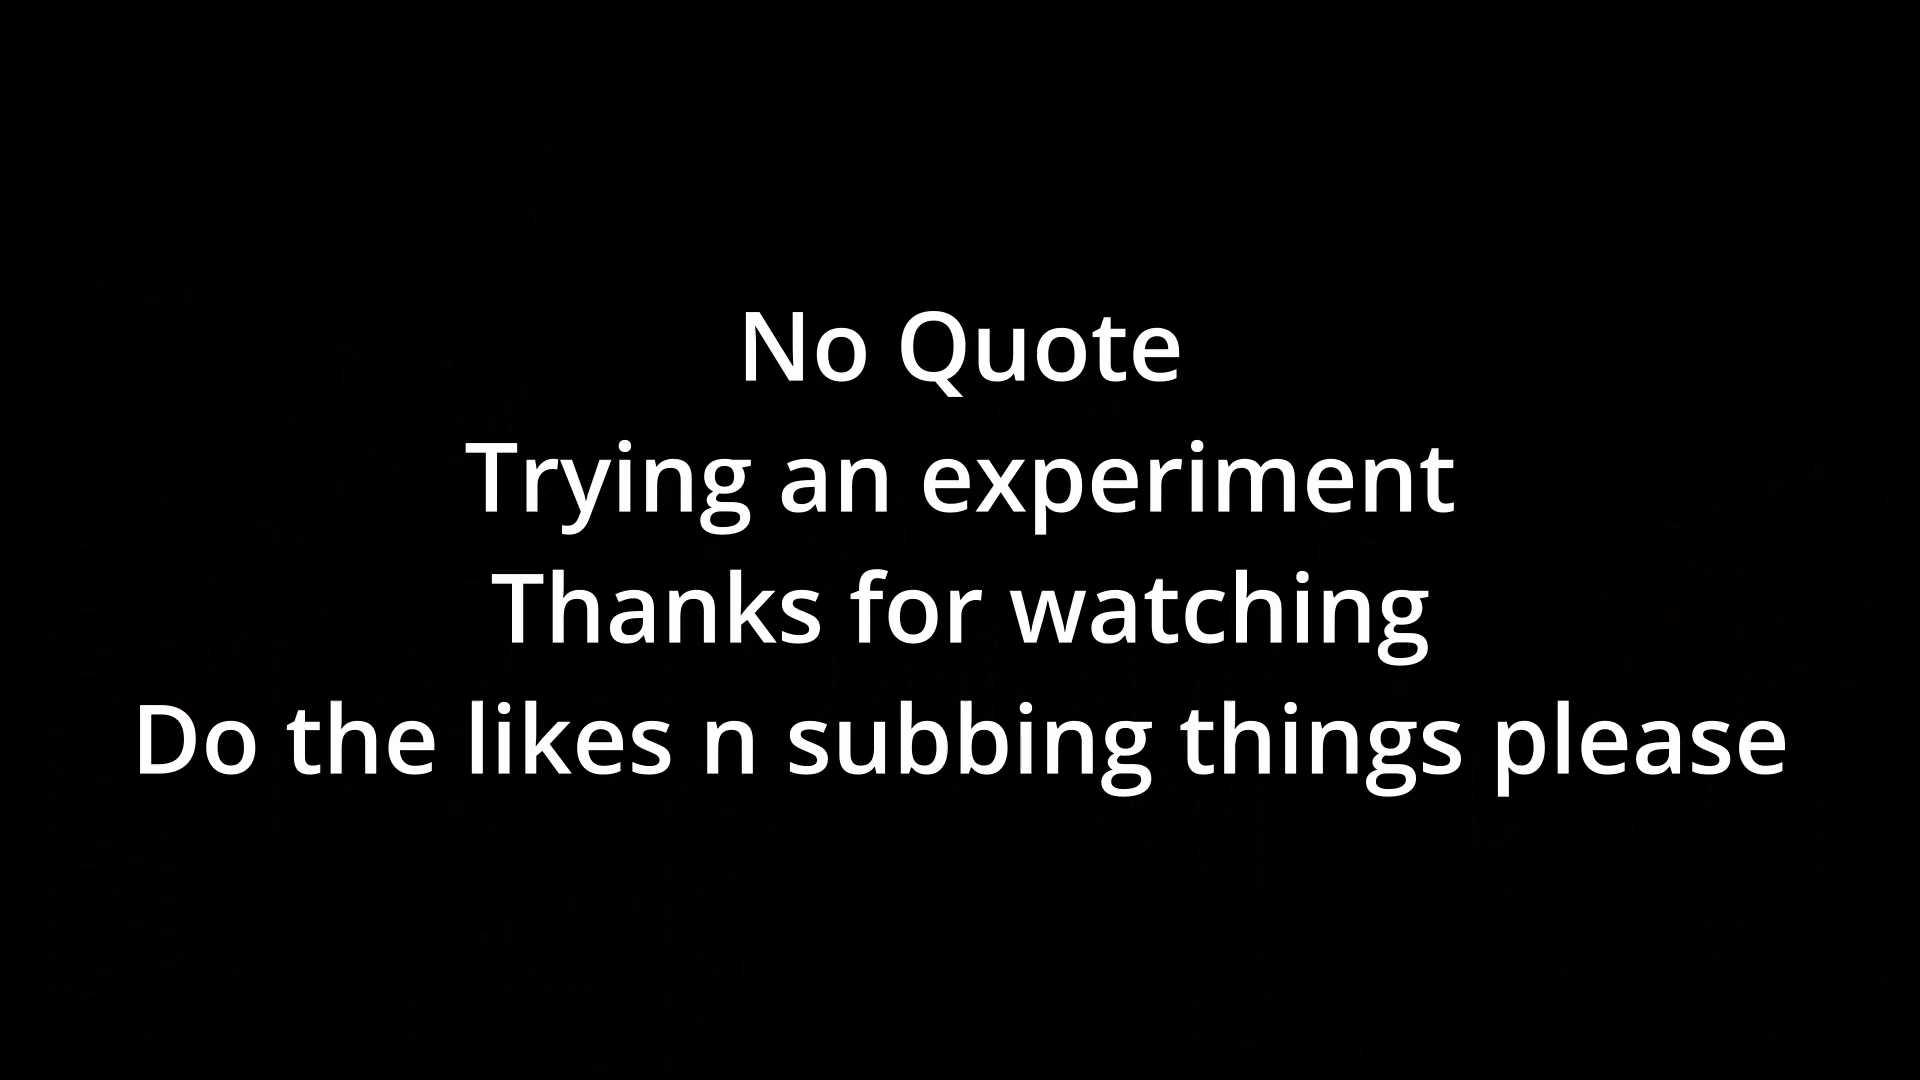 No Quote
Trying an experiment
Thanks for watching
Do the likes n subbing things please